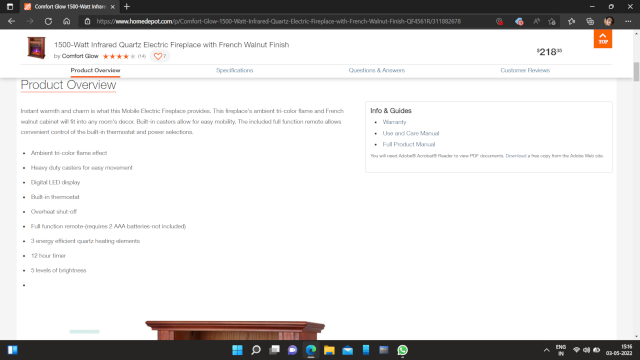 Comfort Glow 1500-Watt Infrare
https://www.homedepot.com/p/Comfort-Glow-1500-Watt-Infrared-Quartz-Electric-Fireplace-with-French-Walnut-Finish-QF4561R/311882678
1500-Watt Infrared Quartz Electric Fireplace with French Walnut Finish
by Comfort Glow (14) 7
$218
TOP
Product Overview
Specifications
Questions & Answers
Customer Reviews
Product Overview
Instant warmth and charm is what this Mobile Electric Fireplace provides. This fireplace's ambient tri-color flame and French
walnut cabinet will fit into any room's decor. Built-in casters allow for easy mobility. The included full function remote allows
convenient control of the built-in thermostat and power selections.
• Ambient tri-color flame effect
• Heavy duty casters for easy movement
• Digital LED display
• Built-in thermostat
• Overheat shut-off
• Full function remote-(requires 2 AAA batteries-not included)
• 3 energy efficient quartz heating elements
• 12 hour timer
• 5 levels of brightness
•
Info & Guides
• Warranty
• Use and Care Manual
• Full Product Manual
You will need Adobe® Acrobat® Reader to view PDF documents. Download a free copy from the Adobe Web site.
ENG
IN
15:16
03-05-2022